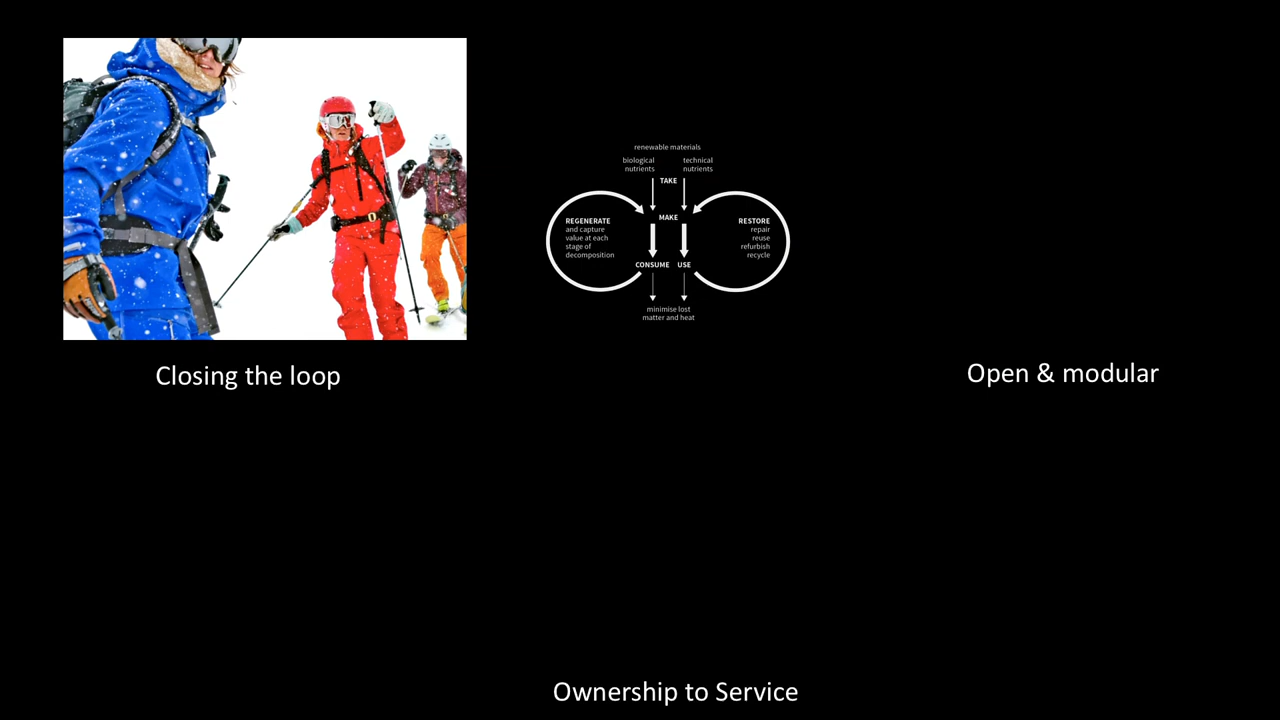 renewable materials
biological
nutrients
technical
nutrients
TAKE
MAKE
REGENERATE
and capture
value at each
stage of
decomposition
RESTORE
repair
reuse
refurbish
recycle
CONSUME USE
minimise lost
matter and heat
Closing the loop
Open & modular
Ownership to Service